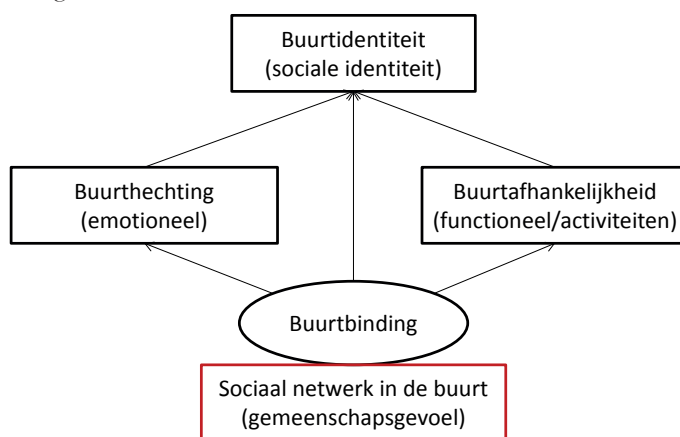 Buurtidentiteit
(sociale identiteit)
Buurthechting
(emotioneel)
Buurtafhankelijkheid
(functioneel/activiteiten)
Buurtbinding
Sociaal netwerk in de buurt
(gemeenschapsgevoel)